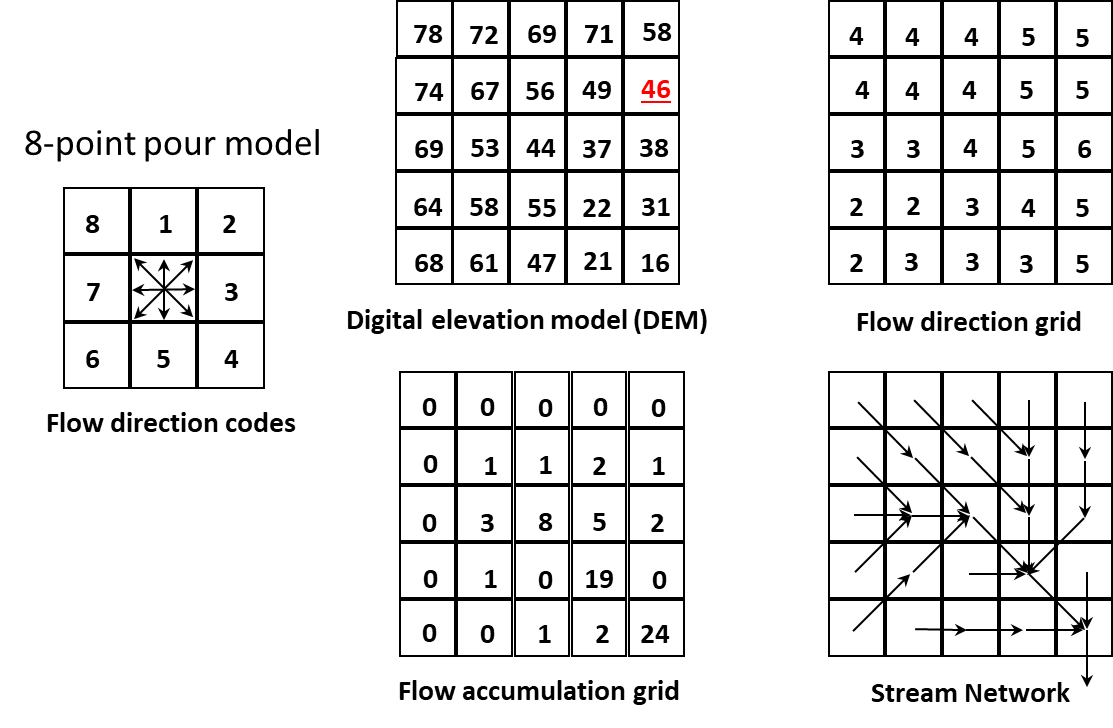 8-point pour model
8 1 2
7 3
6 5 4
Flow direction codes
78 72 69 71 58
74 67 56 49 46
69 53 44 37 38
64 58 55 22 31
68 61 47 21 16
Digital elevation model (DEM)
4 4 4 5 5
4 4 4 5 5
3 3 4 5 6
2 2 3 4 5
2 3 3 3 5
Flow direction grid
0 0 0 0 0
0 1 1 2 1
0 3 8 5 2
0 1 0 19 0
0 0 1 2 24
Flow accumulation grid
Stream Network